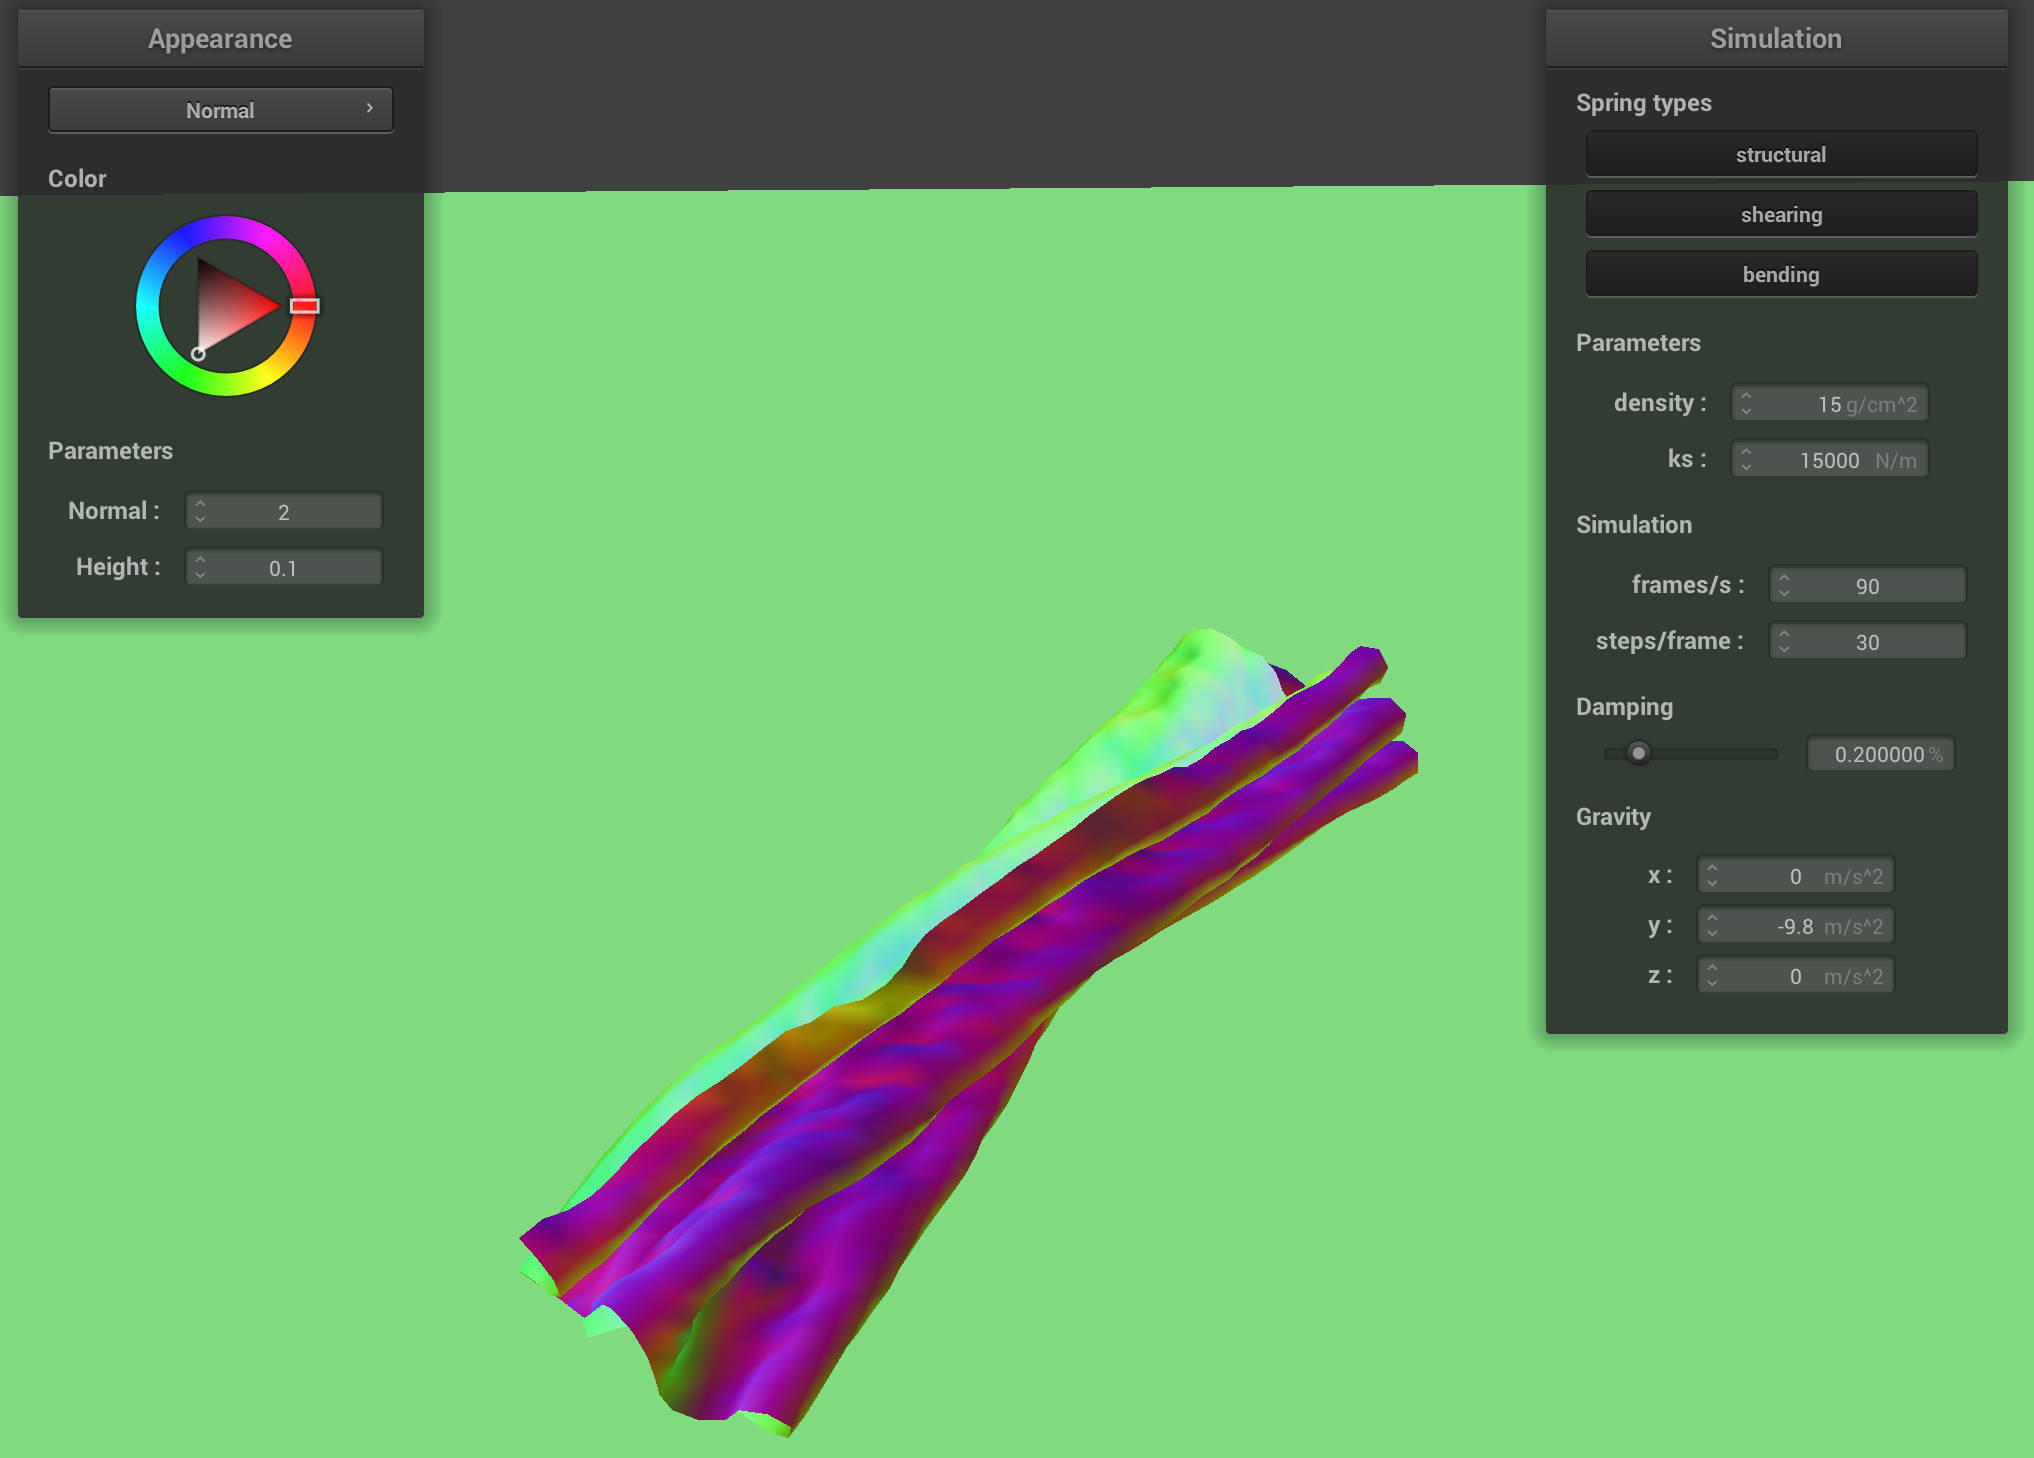 Appearance
Normal
Color
Parameters
Normal : 2
Height : 0.1
Simulation
Spring types
structural
shearing
bending
Parameters
density : 15 g/cm^2
ks : 15000 N/m
Simulation
frames/s : 90
steps/frame : 30
Damping
0.200000 %
Gravity
x : 0 m/s^2
y : -9.8 m/s^2
z : 0 m/s^2